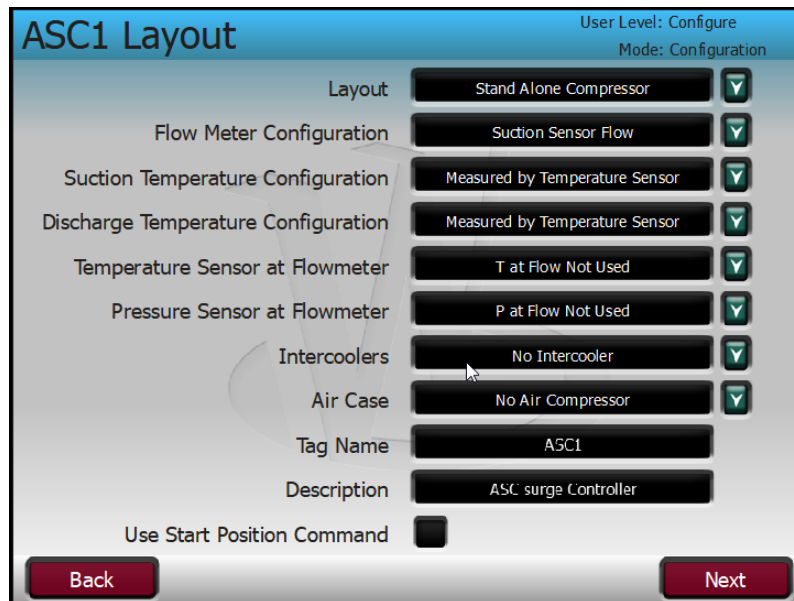 ASC1 Layout
User Level: Configure
Mode: Configuration
Layout Stand Alone Compressor
Flow Meter Configuration Suction Sensor Flow
Suction Temperature Configuration Measured by Temperature Sensor
Discharge Temperature Configuration Measured by Temperature Sensor
Temperature Sensor at Flowmeter T at Flow Not Used
Pressure Sensor at Flowmeter P at Flow Not Used
Intercoolers No Intercooler
Air Case No Air Compressor
Tag Name ASC1
Description ASC surge Controller
Use Start Position Command
Back Next